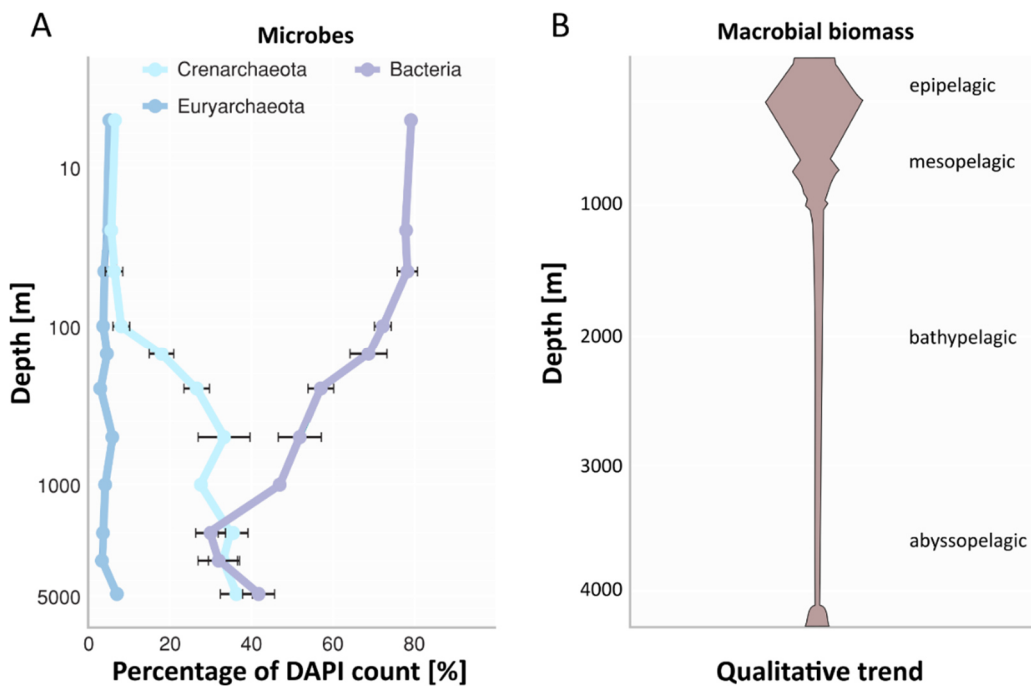 A
Microbes
Crenarchaeota
Bacteria
Euryarchaeota
10
100
1000
5000
Depth [m]
0
20
40
60
80
Percentage of DAPI count [%]
B
Macrobial biomass
epipelagic
mesopelagic
1000
2000
bathypelagic
3000
abyssopelagic
4000
Depth [m]
Qualitative trend